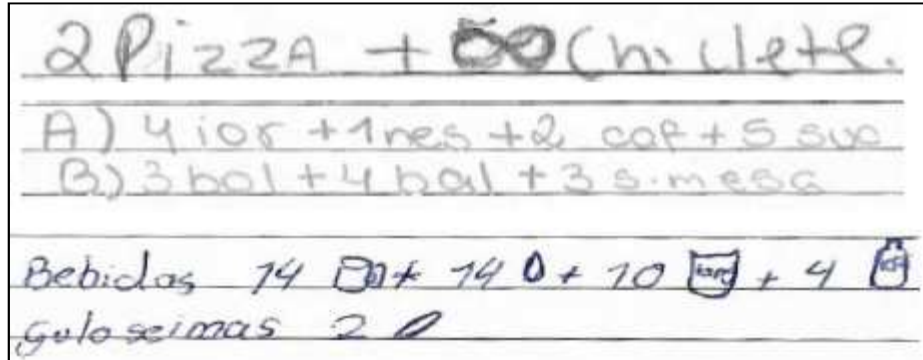 2 PizzA + ∞ Chiclete.
A) 4 ior + 1 nes + 2 caf + 5 suc
B) 3 bol + 4 bal + 3 s.mesa
Bebidas 14 + 14 + 10 tang + 4
guloseimas 2